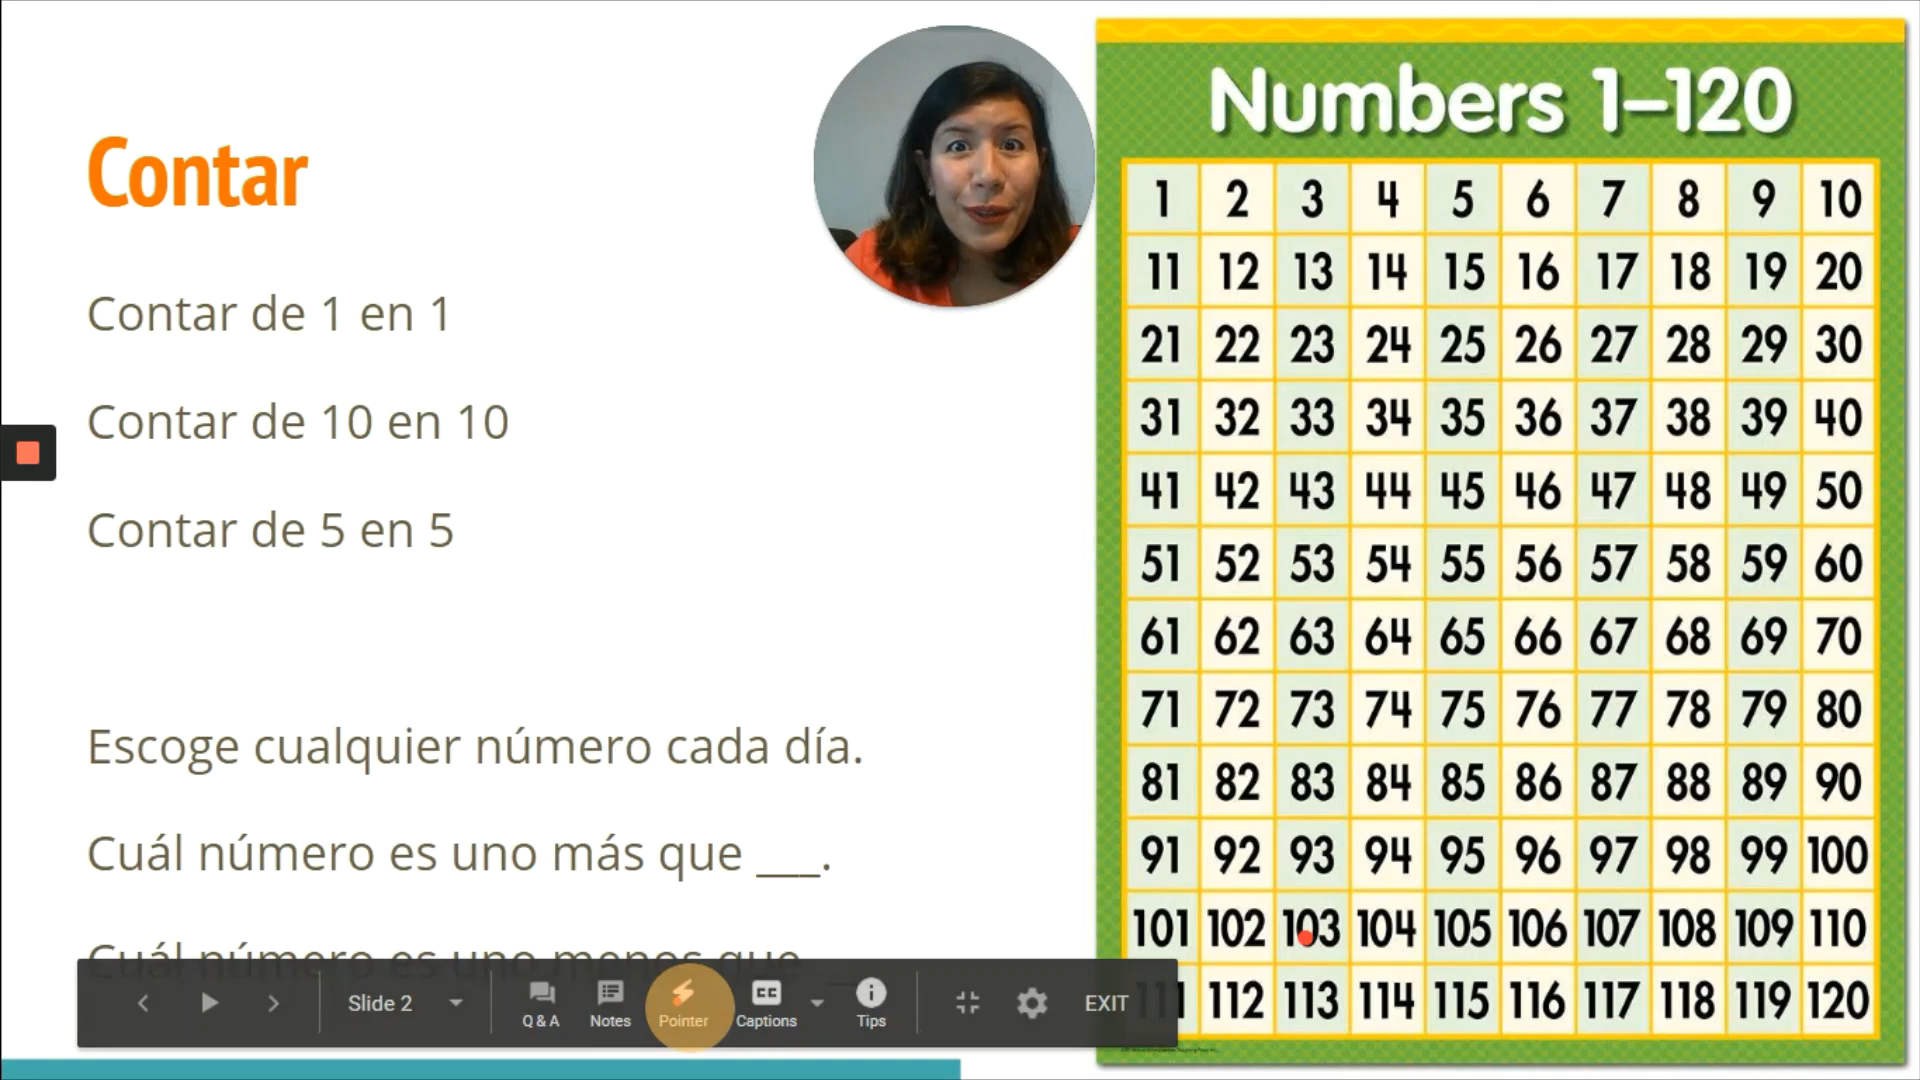 Contar
Contar de 1 en 1
Contar de 10 en 10
Contar de 5 en 5
Escoge cualquier número cada día.
Cuál número es uno más que ___.
Cuál número es uno menos que
Numbers 1–120
1 2 3 4 5 6 7 8 9 10
11 12 13 14 15 16 17 18 19 20
21 22 23 24 25 26 27 28 29 30
31 32 33 34 35 36 37 38 39 40
41 42 43 44 45 46 47 48 49 50
51 52 53 54 55 56 57 58 59 60
61 62 63 64 65 66 67 68 69 70
71 72 73 74 75 76 77 78 79 80
81 82 83 84 85 86 87 88 89 90
91 92 93 94 95 96 97 98 99 100
101 102 103 104 105 106 107 108 109 110
111 112 113 114 115 116 117 118 119 120
Slide 2
Q & A Notes Pointer Captions Tips
EXIT